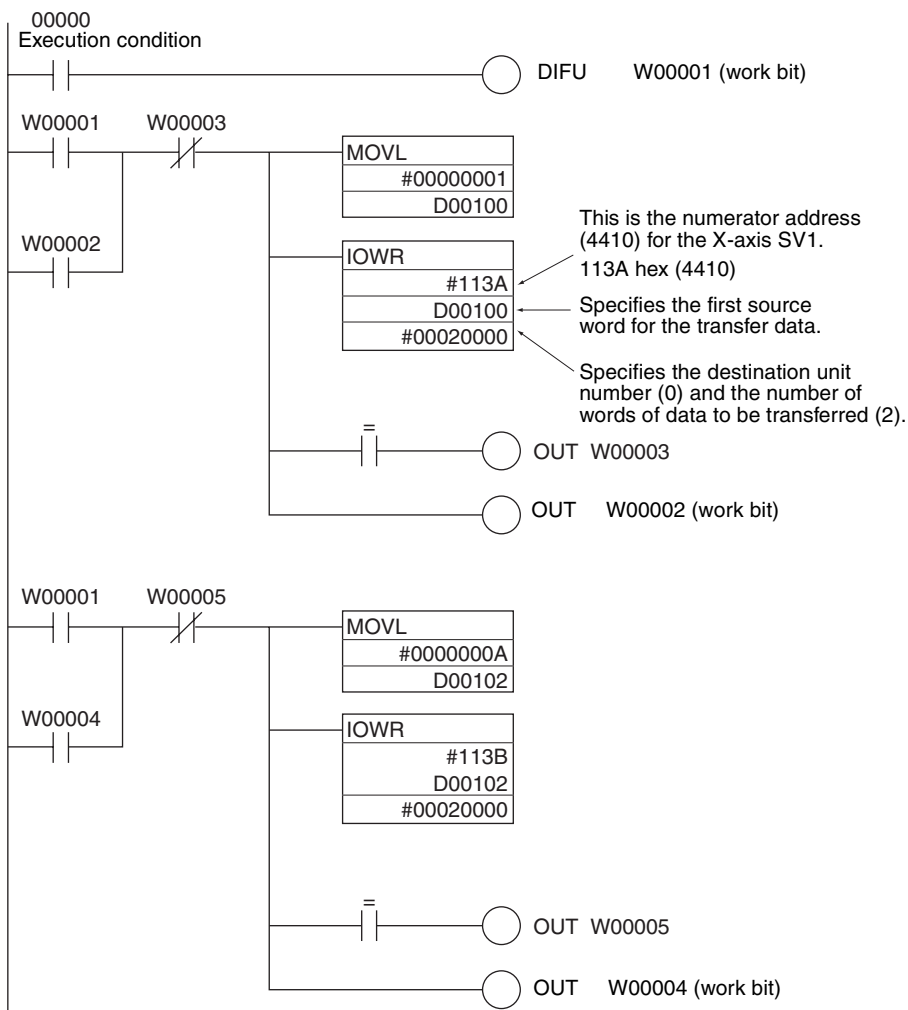 00000
Execution condition
DIFU W00001 (work bit)
W00001 W00003
MOVL
#00000001
D00100
This is the numerator address
(4410) for the X-axis SV1.
113A hex (4410)
W00002
IOWR
#113A
D00100
#00020000
Specifies the first source
word for the transfer data.
Specifies the destination unit
number (0) and the number of
words of data to be transferred (2).
=
OUT W00003
OUT W00002 (work bit)
W00001 W00005
MOVL
#0000000A
D00102
W00004
IOWR
#113B
D00102
#00020000
=
OUT W00005
OUT W00004 (work bit)